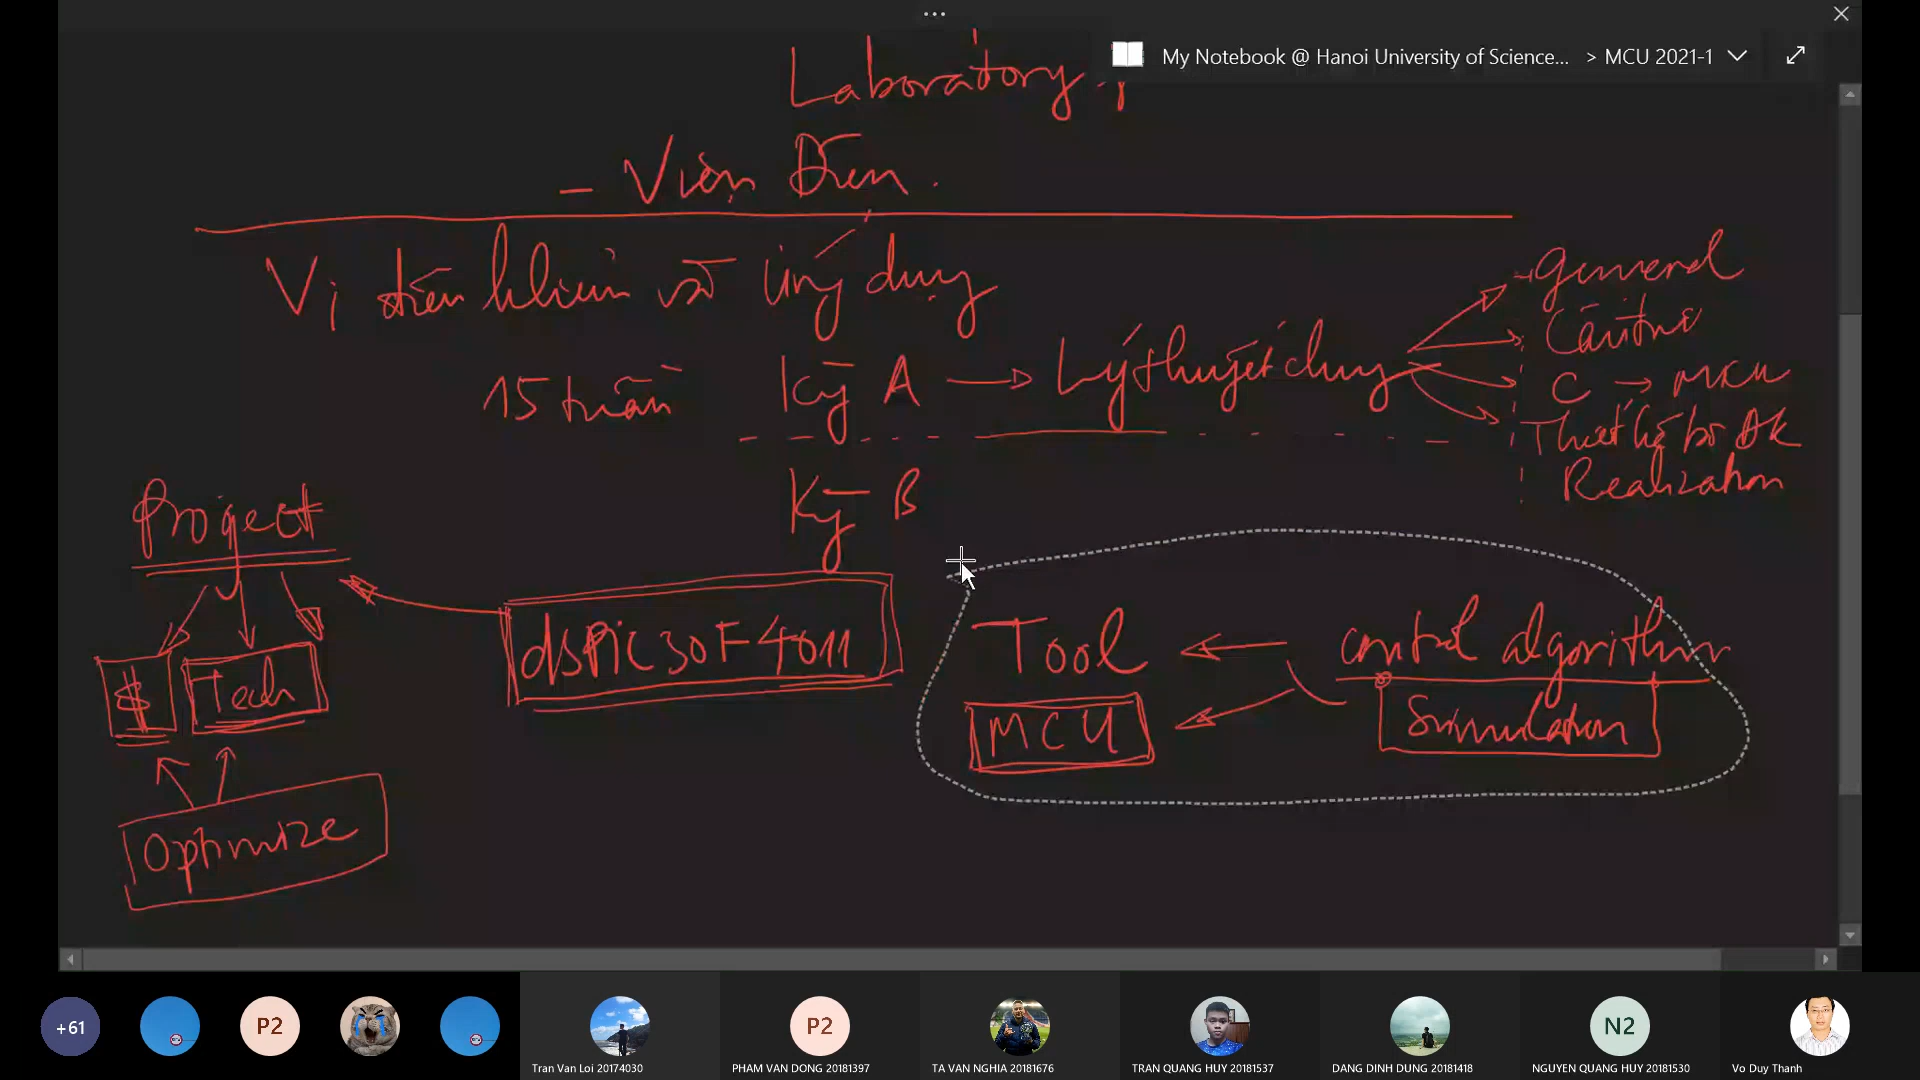 My Notebook @ Hanoi University of Science... > MCU 2021-1
Laboratory
- Viện Điện.
Vi điều khiển và ứng dụng
General
Cấu trúc
15 tuần Kỳ A → Lý thuyết chung
C → MCU
Thiết kế bộ ĐK
Realization
Kỳ B
Project
dsPIC30F4011
Tool
control algorithm
$ Tech
MCU
Simulation
Optimize
+61
P2
P2
N2
Tran Van Loi 20174030
PHAM VAN DONG 20181397
TA VAN NGHIA 20181676
TRAN QUANG HUY 20181537
DANG DINH DUNG 20181418
NGUYEN QUANG HUY 20181530
Vo Duy Thanh